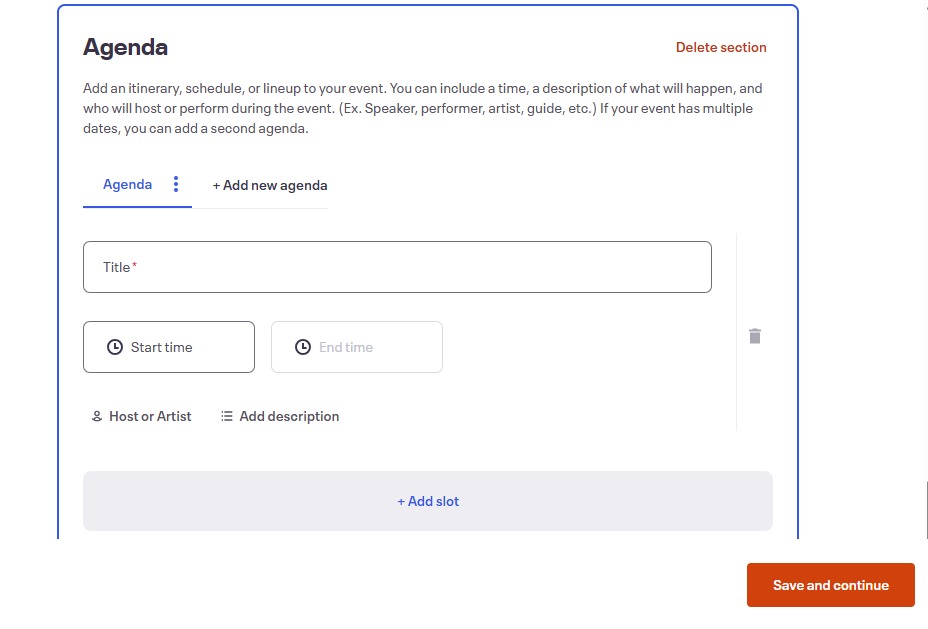 Agenda
Delete section
Add an itinerary, schedule, or lineup to your event. You can include a time, a description of what will happen, and
who will host or perform during the event. (Ex. Speaker, performer, artist, guide, etc.) If your event has multiple
dates, you can add a second agenda.
Agenda
+ Add new agenda
Title*
Start time
End time
Host or Artist
Add description
+ Add slot
Save and continue